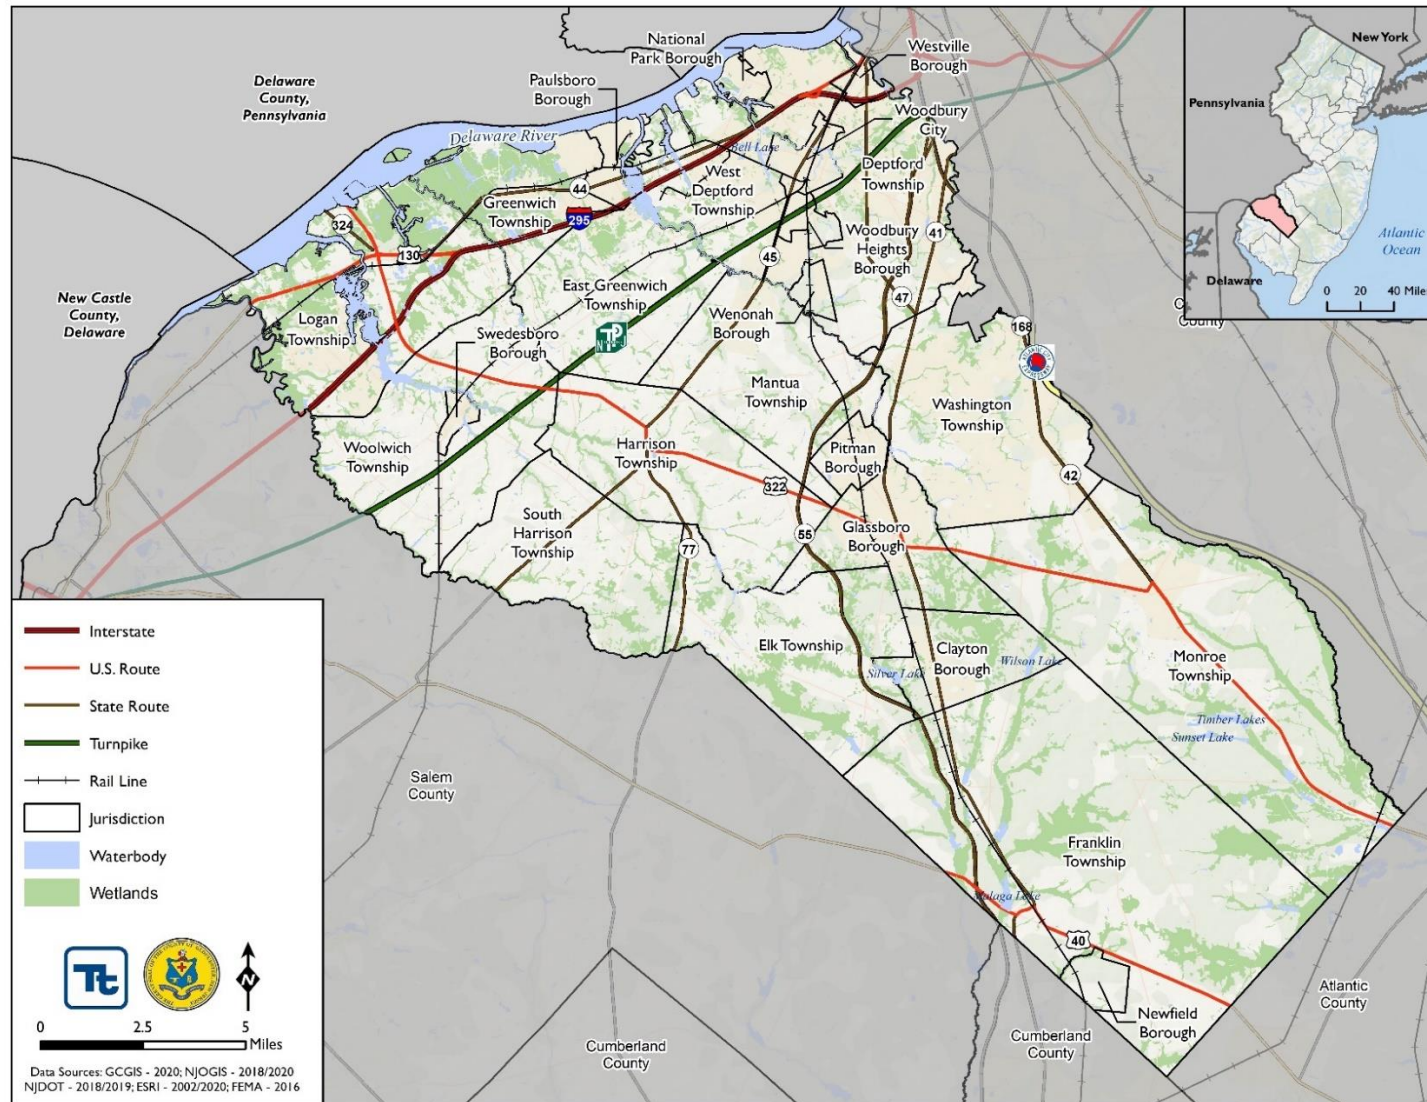 National
Park Borough
Westville
Borough
Paulsboro
Borough
Delaware
County,
Pennsylvania
Delaware River
Woodbury
City
Bell Lake
Deptford
Township
West
Deptford
Township
44
Greenwich
Township
295
324
130
41
Woodbury
Heights
Borough
45
47
East Greenwich
Township
New Castle
County,
Delaware
Logan
Township
Swedesboro
Borough
Wenonah
Borough
168
Mantua
Township
Washington
Township
Woolwich
Township
Harrison
Township
Pitman
Borough
42
322
South
Harrison
Township
55
Glassboro
Borough
77
Elk Township
Clayton
Borough
Silver Lake
Wilson Lake
Monroe
Township
Timber Lakes
Sunset Lake
Salem
County
Franklin
Township
Malaga Lake
40
Newfield
Borough
Atlantic
County
Cumberland
County
Cumberland
County
New York
Pennsylvania
Atlantic
Ocean
Delaware
0 20 40 Miles
County
Interstate
U.S. Route
State Route
Turnpike
Rail Line
Jurisdiction
Waterbody
Wetlands
Tt
N
0 2.5 5
Miles
Data Sources: GCGIS - 2020; NJOGIS - 2018/2020
NJDOT - 2018/2019; ESRI - 2002/2020; FEMA - 2016